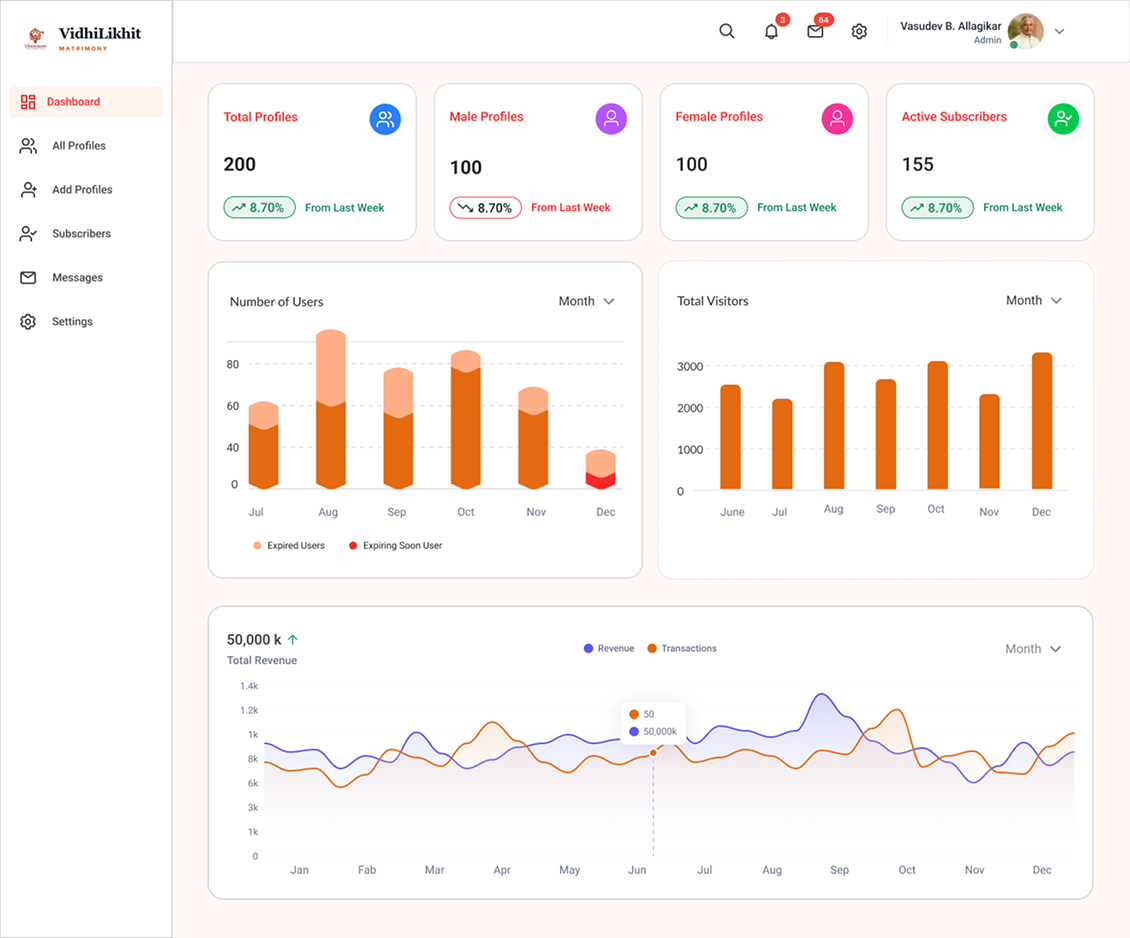 VidhiLikhit
MATRIMONY
3
64
Vasudev B. Allagikar
Admin
Dashboard
All Profiles
Add Profiles
Subscribers
Messages
Settings
Total Profiles
200
8.70% From Last Week
Male Profiles
100
8.70% From Last Week
Female Profiles
100
8.70% From Last Week
Active Subscribers
155
8.70% From Last Week
Number of Users
Month
80
60
40
0
Jul Aug Sep Oct Nov Dec
Expired Users Expiring Soon User
Total Visitors
Month
3000
2000
1000
0
June Jul Aug Sep Oct Nov Dec
50,000 k
Total Revenue
Revenue Transactions
Month
1.4k
1.2k
1k
8k
6k
3k
1k
0
50
50,000k
Jan Fab Mar Apr May Jun Jul Aug Sep Oct Nov Dec